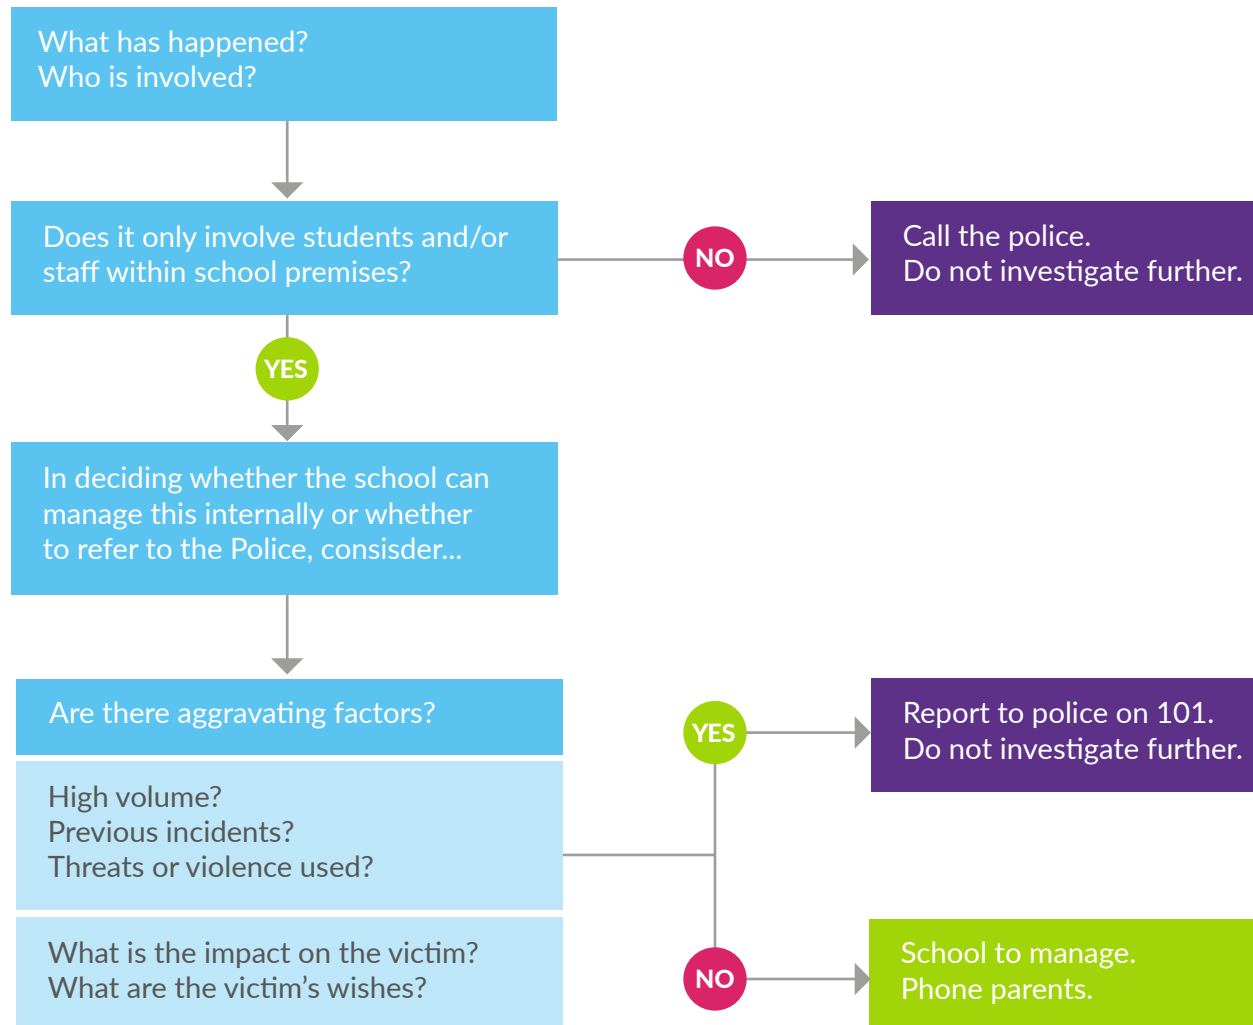 What has happened?
Who is involved?
Does it only involve students and/or
staff within school premises?
NO
Call the police.
Do not investigate further.
YES
In deciding whether the school can
manage this internally or whether
to refer to the Police, consisder...
Are there aggravating factors?
High volume?
Previous incidents?
Threats or violence used?
What is the impact on the victim?
What are the victim’s wishes?
YES
Report to police on 101.
Do not investigate further.
NO
School to manage.
Phone parents.